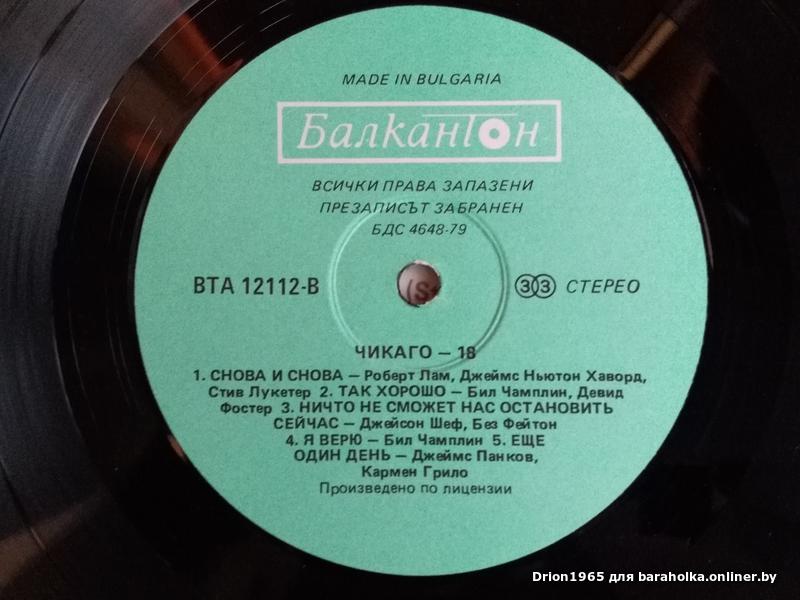 MADE IN BULGARIA
Балкантон
ВСИЧКИ ПРАВА ЗАПАЗЕНИ
ПРЕЗАПИСЪТ ЗАБРАНЕН
БДС 4648-79
ВТА 12112-В
33 СТЕРЕО
(S
ЧИКАГО – 18
1. СНОВА И СНОВА – Роберт Лам, Джеймс Ньютон Хаворд,
Стив Лукетер 2. ТАК ХОРОШО – Бил Чамплин, Девид
Фостер 3. НИЧТО НЕ СМОЖЕТ НАС ОСТАНОВИТЬ
СЕЙЧАС – Джейсон Шеф, Без Фейтон
4. Я ВЕРЮ – Бил Чамплин 5. ЕЩЕ
ОДИН ДЕНЬ – Джеймс Панков,
Кармен Грило
Произведено по лицензии
Drion1965 для baraholka.onliner.by